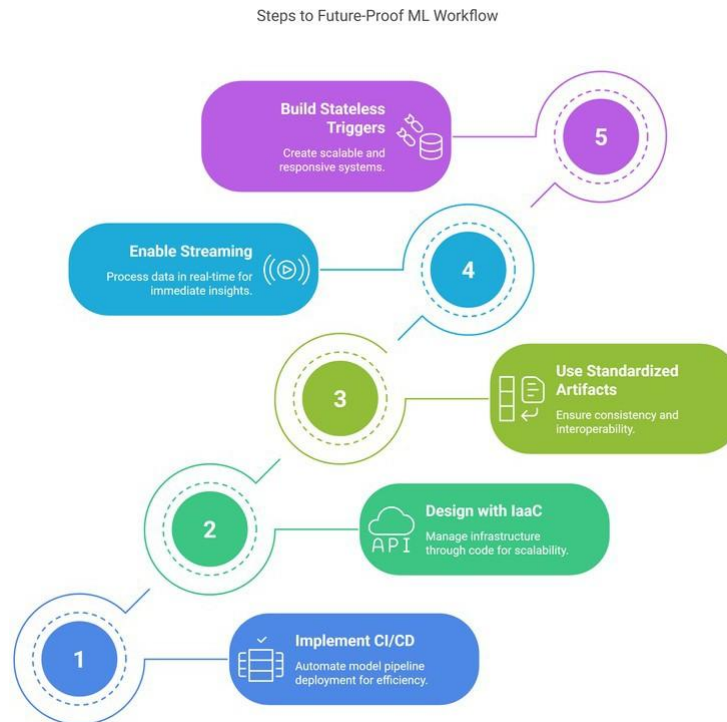 Steps to Future-Proof ML Workflow
Build Stateless
Triggers
Create scalable and
responsive systems.
5
Enable Streaming
Process data in real-time for
immediate insights.
4
3
Use Standardized
Artifacts
Ensure consistency and
interoperability.
2
Design with IaaC
Manage infrastructure
through code for scalability.
API
1
Implement CI/CD
Automate model pipeline
deployment for efficiency.